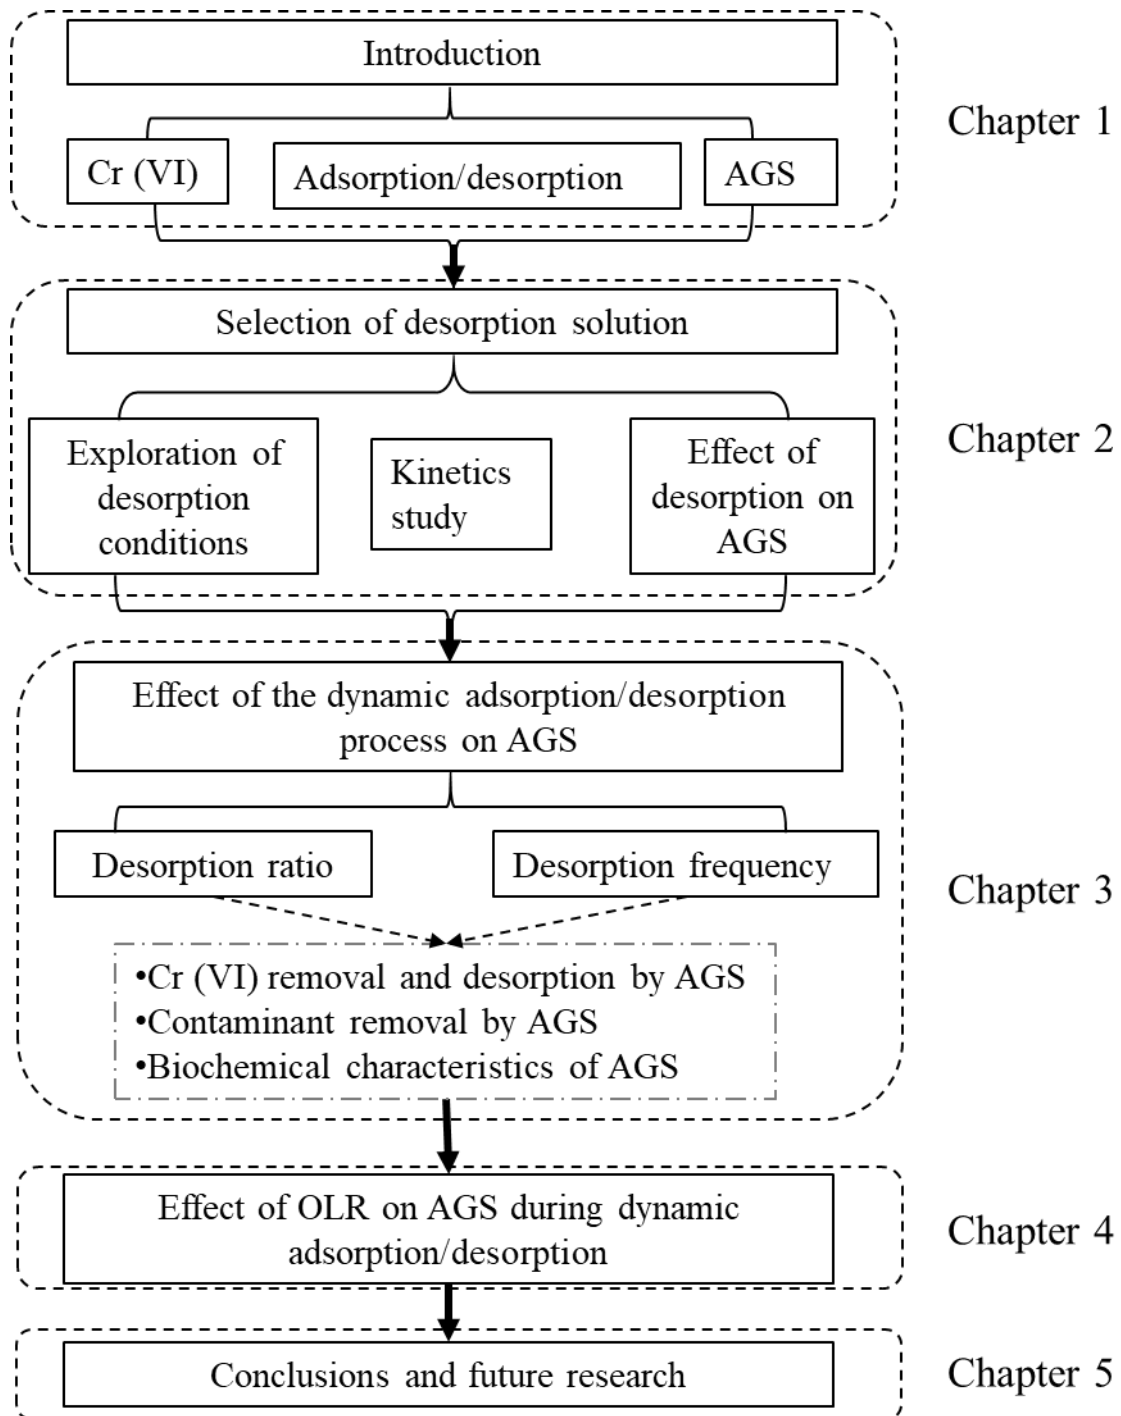 Introduction
Chapter 1
Cr (VI)
Adsorption/desorption
AGS
Selection of desorption solution
Chapter 2
Exploration of
desorption
conditions
Kinetics
study
Effect of
desorption on
AGS
Effect of the dynamic adsorption/desorption
process on AGS
Desorption ratio
Desorption frequency
Chapter 3
•Cr (VI) removal and desorption by AGS
•Contaminant removal by AGS
•Biochemical characteristics of AGS
Effect of OLR on AGS during dynamic
adsorption/desorption
Chapter 4
Conclusions and future research
Chapter 5